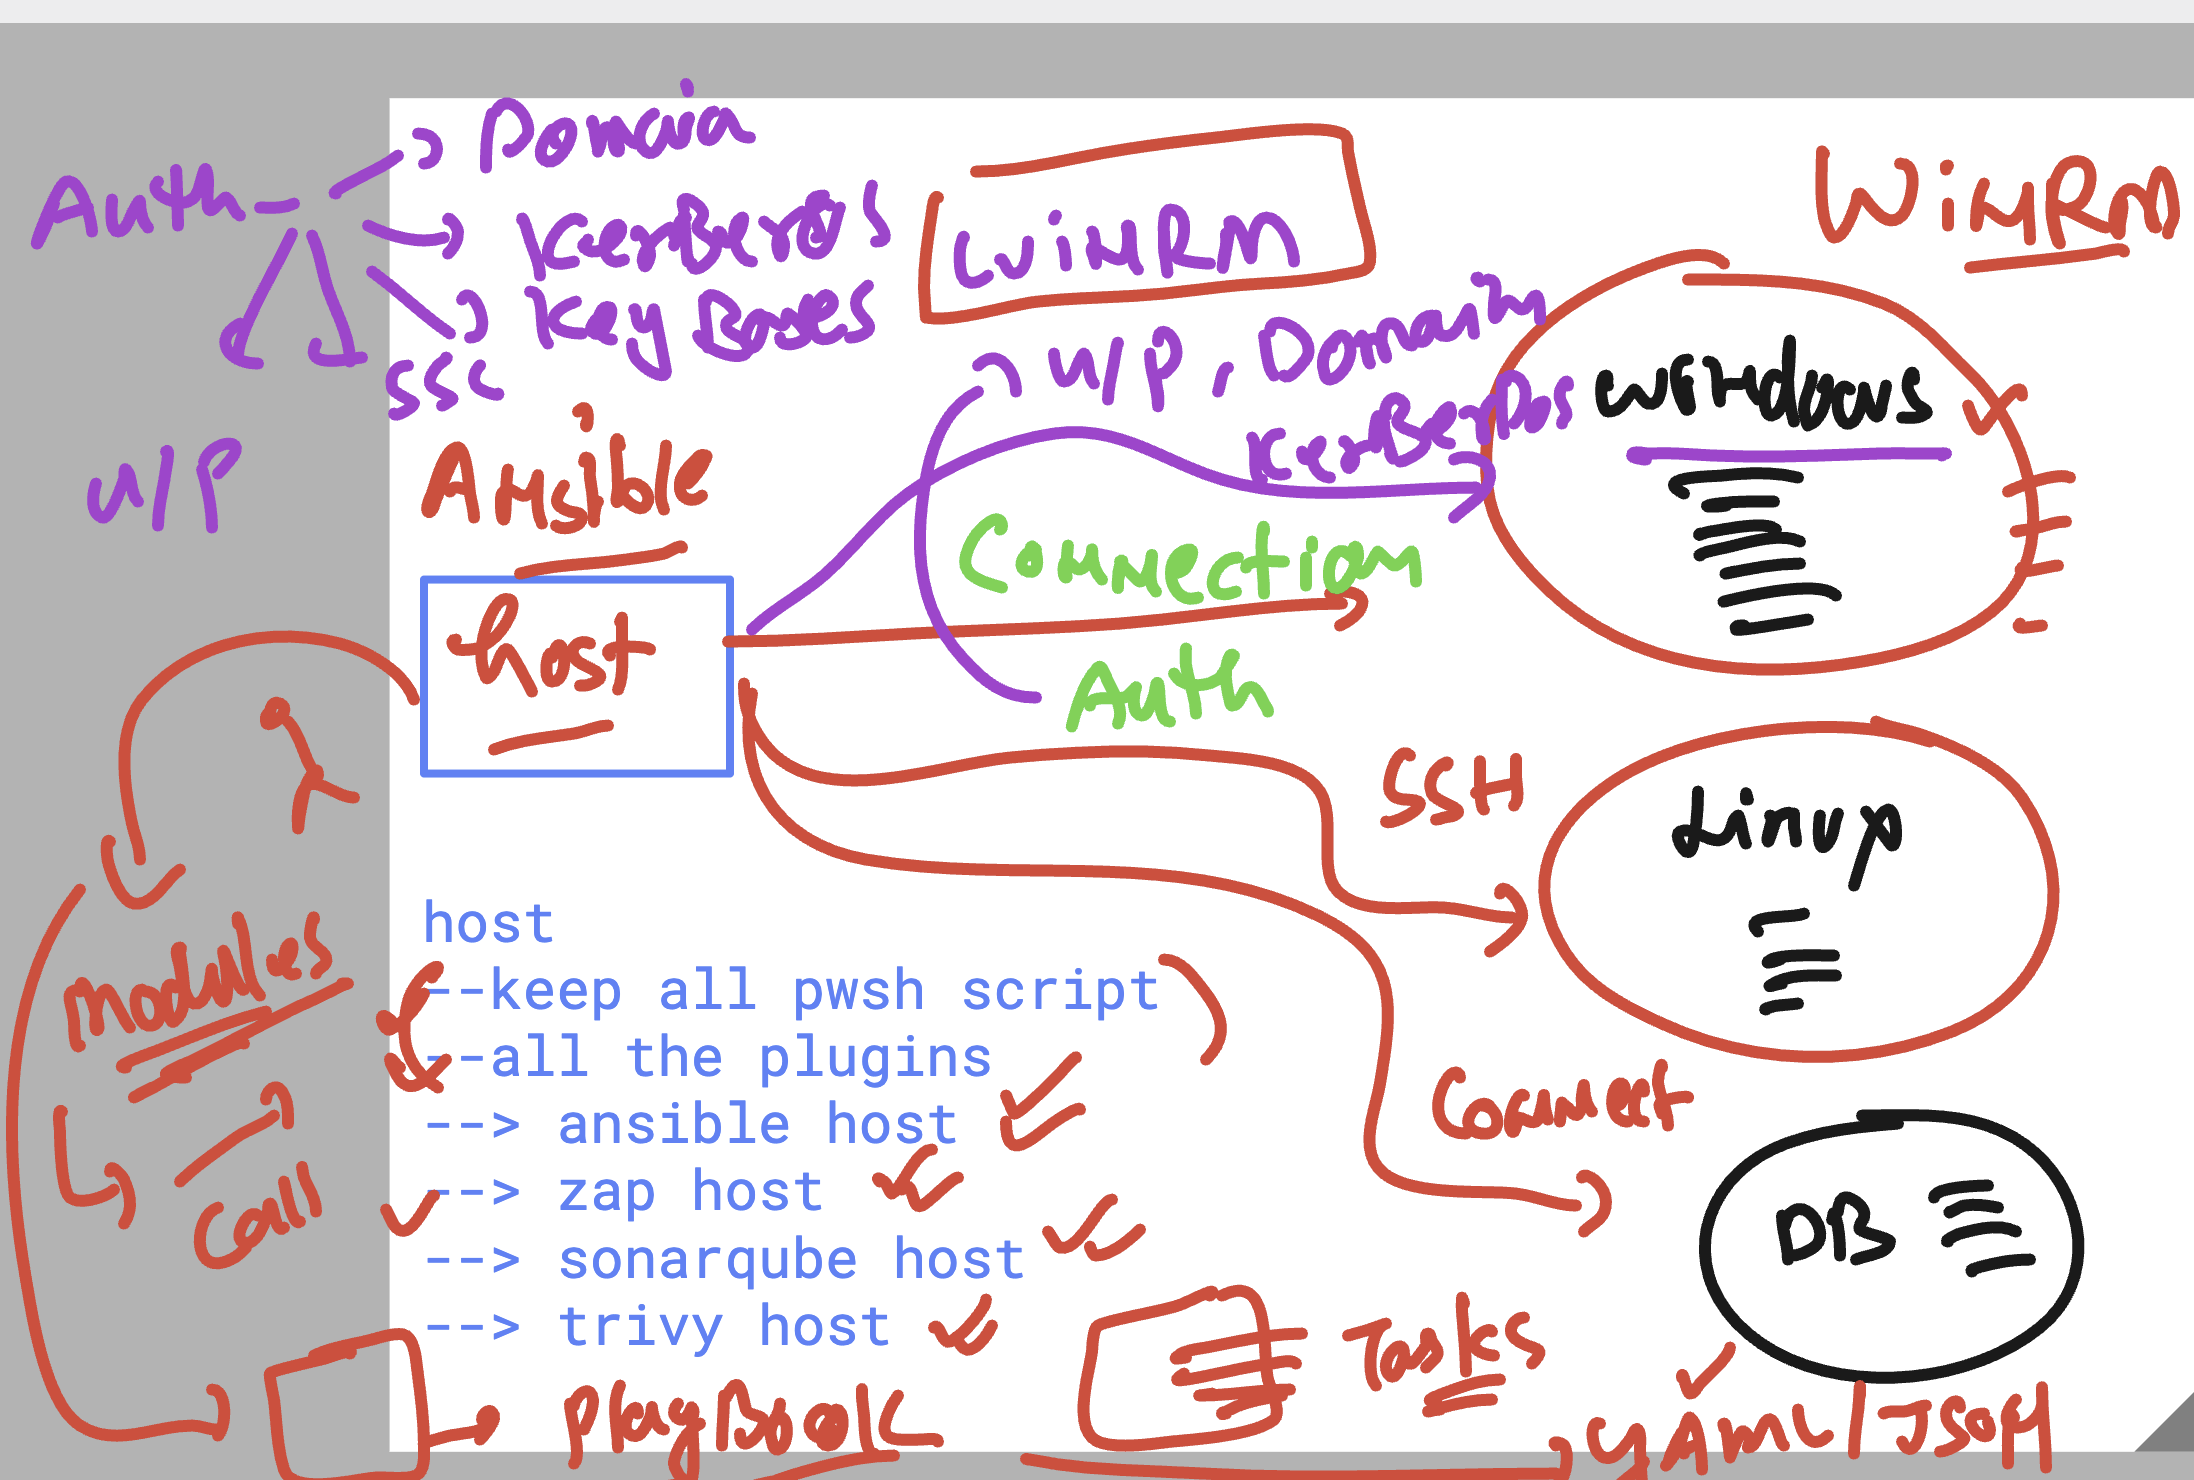 Domain
Auth
KerBeros
Key Bases
SSL
U/P
WiNRM
WiNRM
U/P, Domain
KerBeros
Windows
Ansible
Connection
host
Auth
SSH
Linux
host
--keep all pwsh script
--all the plugins
--> ansible host
--> zap host
--> sonarqube host
--> trivy host
modules
Call
Connect
DB
Tasks
PlayBook
YAML/JSON